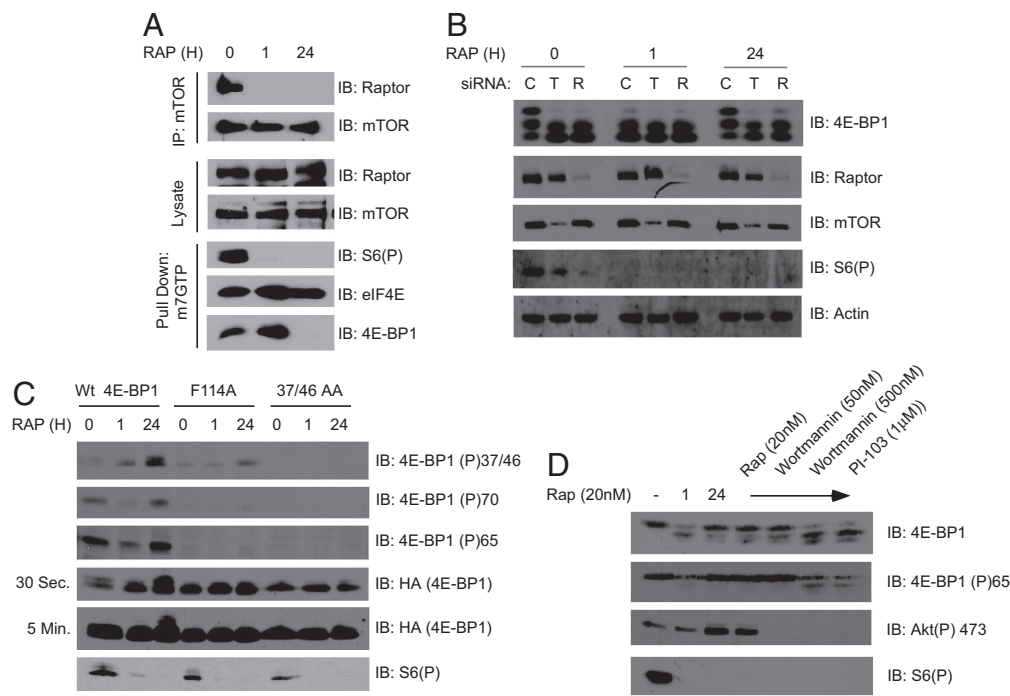 A
RAP (H) 0 1 24
IP: mTOR
IB: Raptor
IB: mTOR
Lysate
IB: Raptor
IB: mTOR
Pull Down:
m7GTP
IB: S6(P)
IB: eIF4E
IB: 4E-BP1
B
RAP (H) 0 1 24
siRNA: C T R C T R C T R
IB: 4E-BP1
IB: Raptor
IB: mTOR
IB: S6(P)
IB: Actin
C
Wt 4E-BP1 F114A 37/46 AA
RAP (H) 0 1 24 0 1 24 0 1 24
IB: 4E-BP1 (P)37/46
IB: 4E-BP1 (P)70
IB: 4E-BP1 (P)65
30 Sec. IB: HA (4E-BP1)
5 Min. IB: HA (4E-BP1)
IB: S6(P)
D
Rap (20nM)
Wortmannin (50nM)
Wortmannin (500nM)
PI-103 (1µM))
Rap (20nM) - 1 24
IB: 4E-BP1
IB: 4E-BP1 (P)65
IB: Akt(P) 473
IB: S6(P)